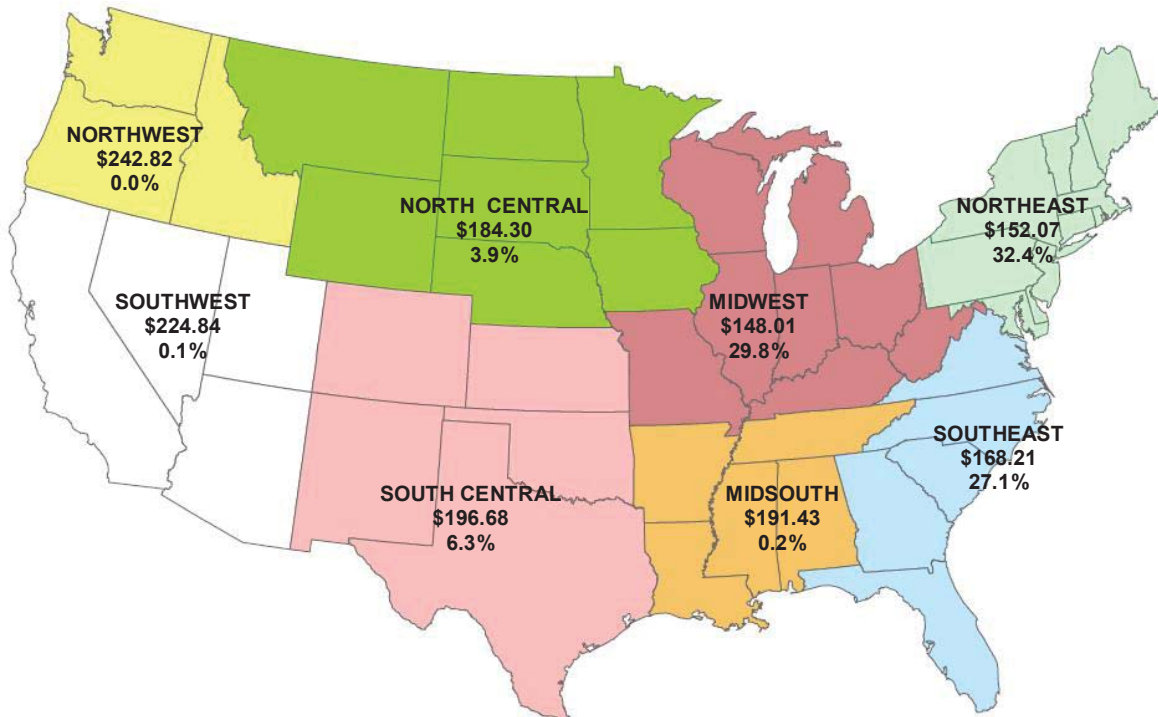 NORTHWEST
$242.82
0.0%
NORTH CENTRAL
$184.30
3.9%
NORTHEAST
$152.07
32.4%
SOUTHWEST
$224.84
0.1%
MIDWEST
$148.01
29.8%
SOUTHEAST
$168.21
27.1%
SOUTH CENTRAL
$196.68
6.3%
MIDSOUTH
$191.43
0.2%